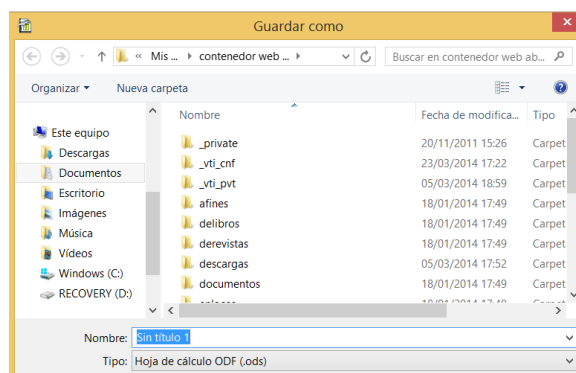 Guardar como
« Mis ... contenedor web ...
Buscar en contenedor web ab...
Organizar Nueva carpeta
Nombre Fecha de modifica... Tipo
Este equipo
Descargas
Documentos
Escritorio
Imágenes
Música
Vídeos
Windows (C:)
RECOVERY (D:)
_private 20/11/2011 15:26 Carpet
_vti_cnf 23/03/2014 17:22 Carpet
_vti_pvt 05/03/2014 18:59 Carpet
afines 18/01/2014 17:49 Carpet
delibros 18/01/2014 17:49 Carpet
derevistas 18/01/2014 17:49 Carpet
descargas 05/03/2014 17:52 Carpet
documentos 18/01/2014 17:49 Carpet
Nombre: Sin título 1
Tipo: Hoja de cálculo ODF (.ods)